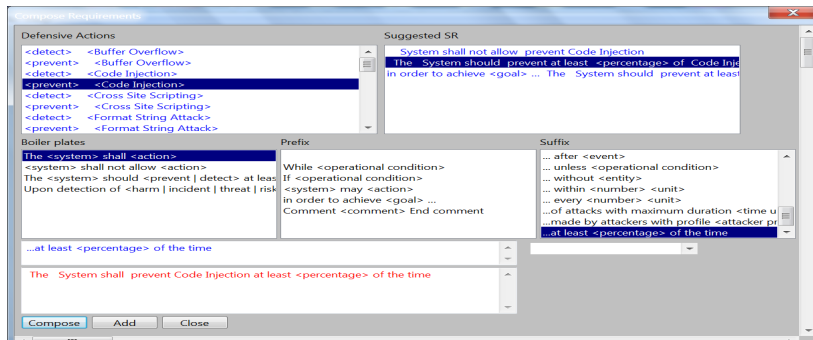 Compose Requirements
Defensive Actions
<detect> <Buffer Overflow>
<prevent> <Buffer Overflow>
<detect> <Code Injection>
<prevent> <Code Injection>
<detect> <Cross Site Scripting>
<prevent> <Cross Site Scripting>
<detect> <Format String Attack>
<prevent> <Format String Attack>
Suggested SR
System shall not allow prevent Code Injection
The System should prevent at least <percentage> of Code Inje
in order to achieve <goal> ... The System should prevent at least
Boiler plates
The <system> shall <action>
<system> shall not allow <action>
The <system> should <prevent | detect> at leas
Upon detection of <harm | incident | threat | risk
Prefix
While <operational condition>
If <operational condition>
<system> may <action>
in order to achieve <goal> ...
Comment <comment> End comment
Suffix
... after <event>
... unless <operational condition>
... without <entity>
... within <number> <unit>
... every <number> <unit>
...of attacks with maximum duration <time u
...made by attackers with profile <attacker pr
...at least <percentage> of the time
...at least <percentage> of the time
The System shall prevent Code Injection at least <percentage> of the time
Compose
Add
Close